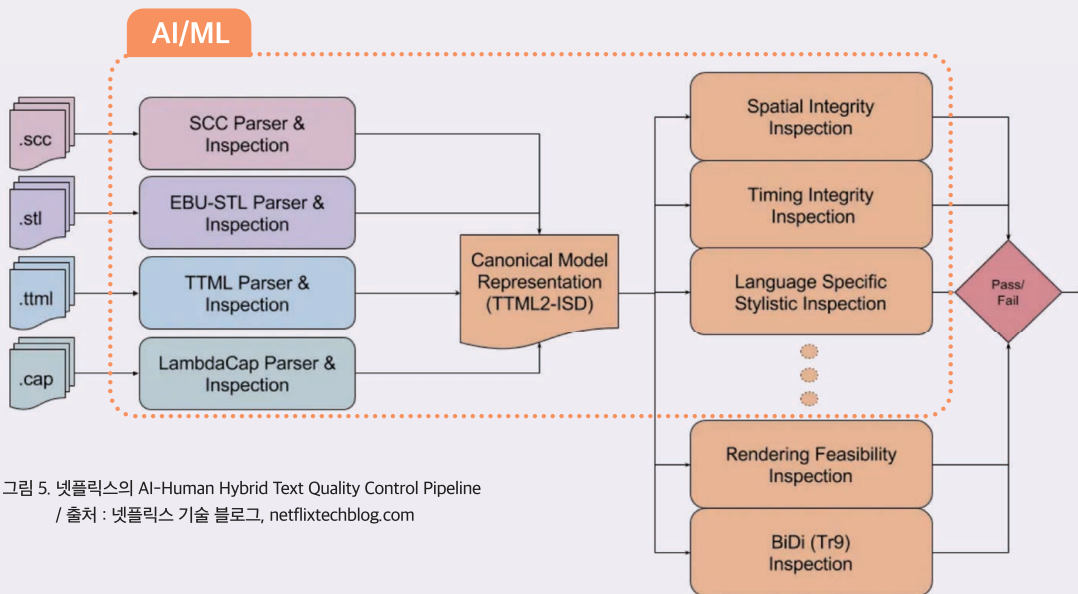 AI/ML
.scc
SCC Parser &
Inspection
.stl
EBU-STL Parser &
Inspection
.ttml
TTML Parser &
Inspection
.cap
LambdaCap Parser &
Inspection
Canonical Model
Representation
(TTML2-ISD)
Spatial Integrity
Inspection
Timing Integrity
Inspection
Language Specific
Stylistic Inspection
Rendering Feasibility
Inspection
BiDi (Tr9)
Inspection
Pass/
Fail
그림 5. 넷플릭스의 AI-Human Hybrid Text Quality Control Pipeline
/ 출처 : 넷플릭스 기술 블로그, netflixtechblog.com